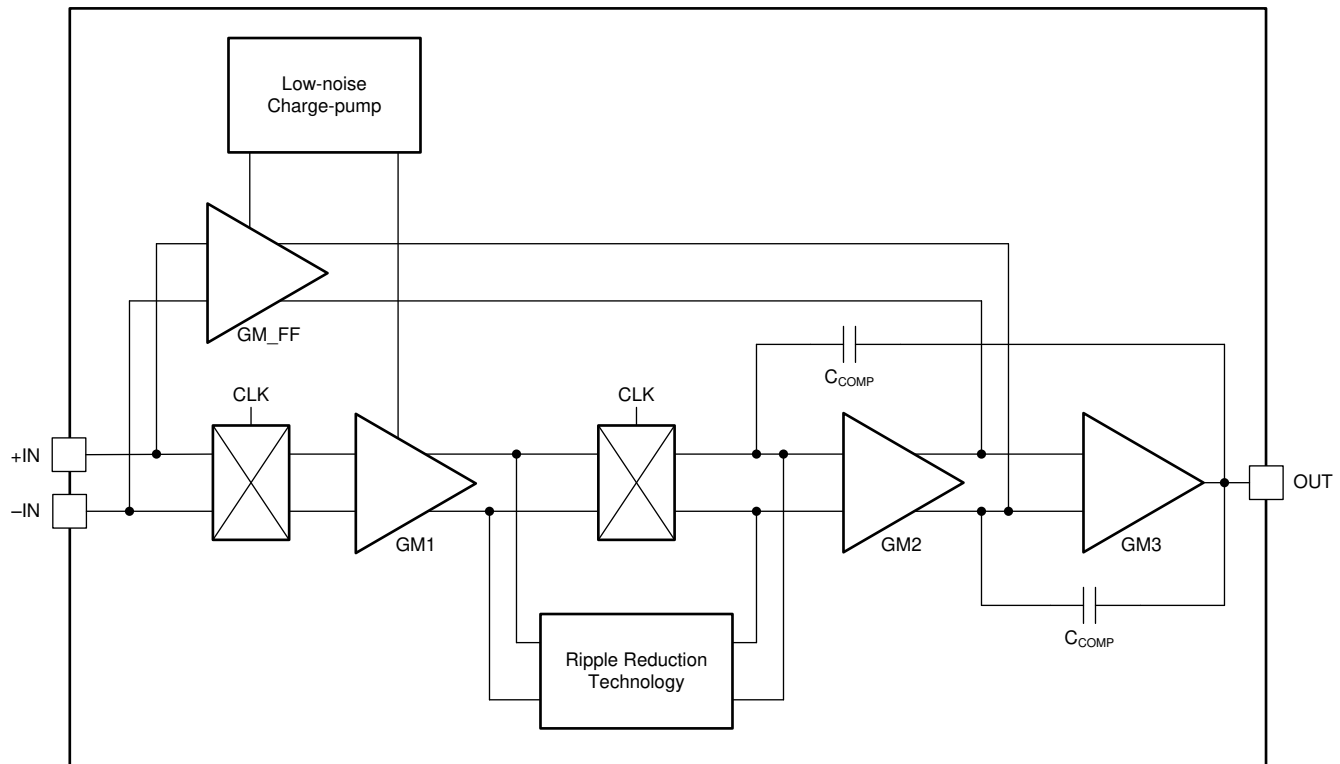 Low-noise
Charge-pump
GM_FF
CCOMP
CLK
CLK
+IN
–IN
OUT
GM1
GM2
GM3
CCOMP
Ripple Reduction
Technology